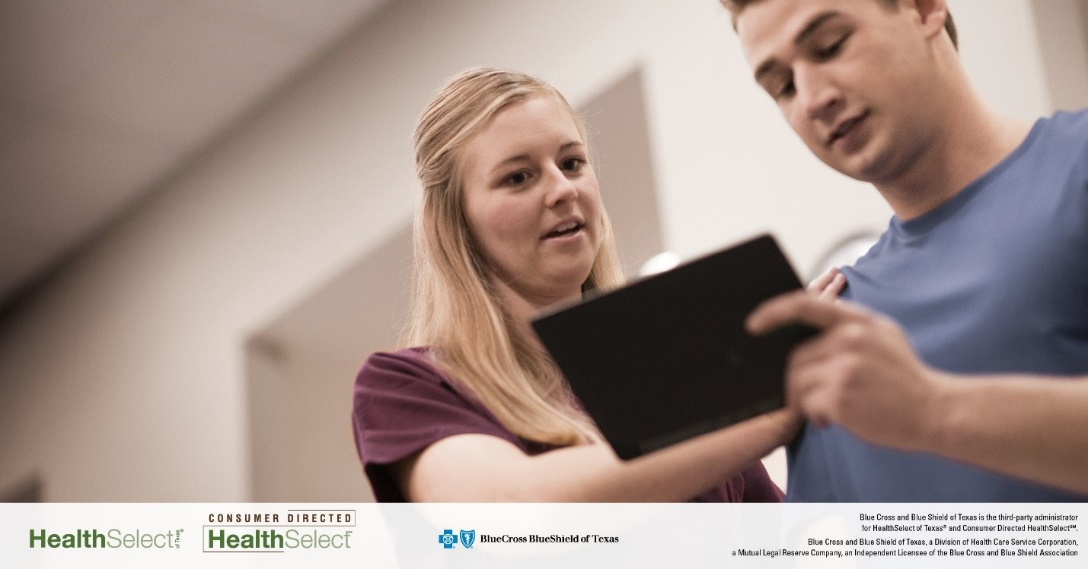 HealthSelect of Texas®
CONSUMER DIRECTED
HealthSelect
BlueCross BlueShield of Texas
Blue Cross and Blue Shield of Texas is the third-party administrator
for HealthSelect of Texas® and Consumer Directed HealthSelect℠.
Blue Cross and Blue Shield of Texas, a Division of Health Care Service Corporation,
a Mutual Legal Reserve Company, an Independent Licensee of the Blue Cross and Blue Shield Association